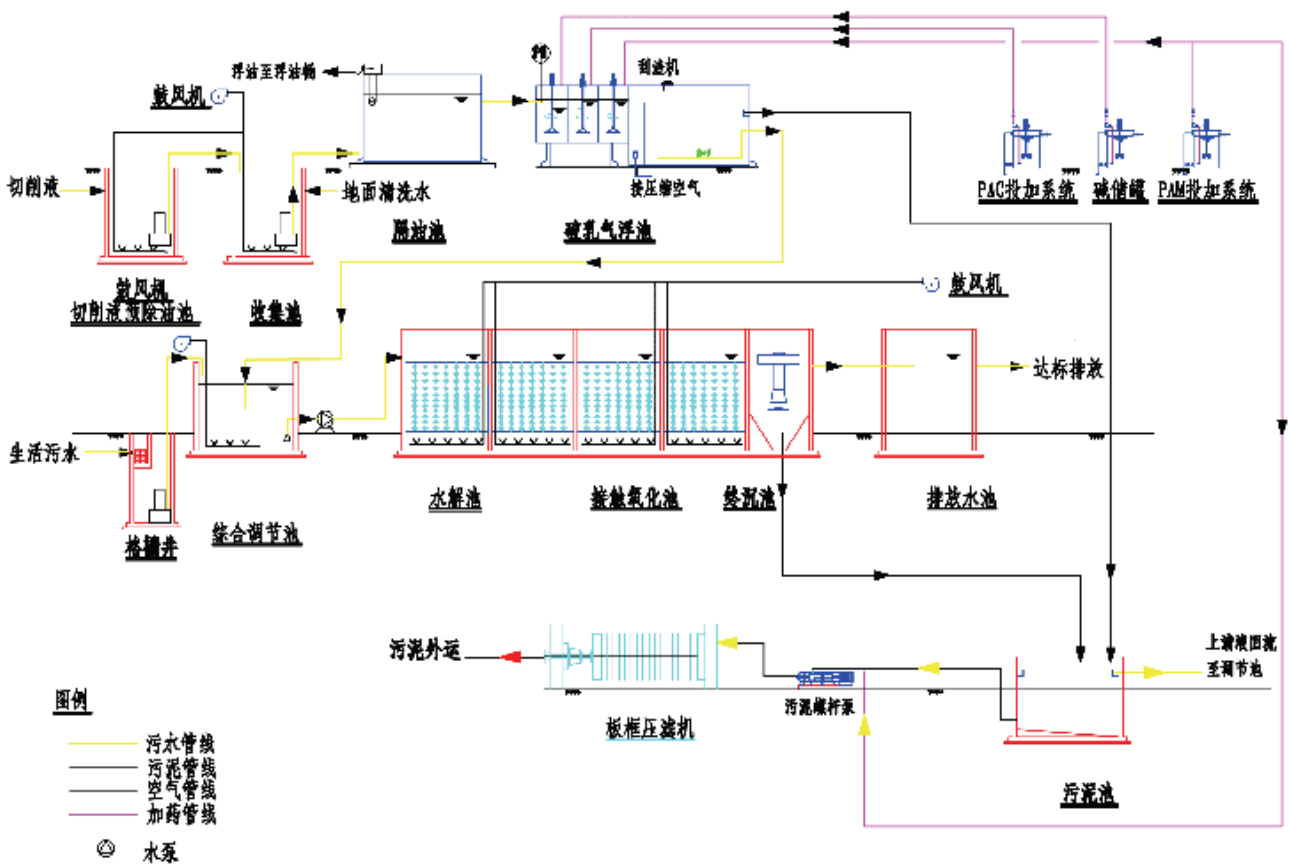 浮油至浮油桶
刮渣机
鼓风机
切削液
地面清洗水
接压缩空气
PAC投加系统
碱储罐
PAM投加系统
隔油池
破乳气浮池
鼓风机
切削液预除油池
收集池
鼓风机
达标排放
生活污水
水解池
接触氧化池
终沉池
排放水池
综合调节池
格栅井
污泥外运
上清液回流
至调节池
污泥螺杆泵
板框压滤机
污泥池
图例
污水管线
污泥管线
空气管线
加药管线
水泵